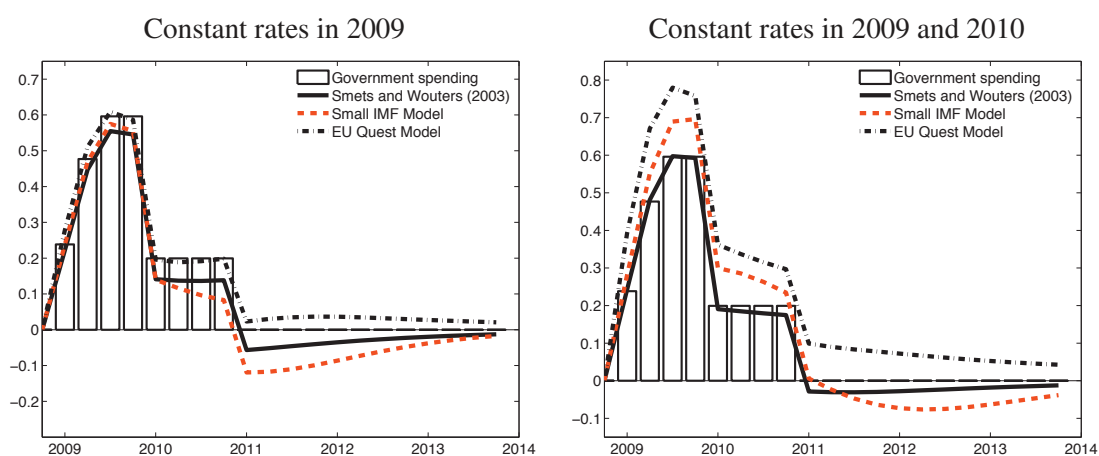 Constant rates in 2009
0.7
0.6
0.5
0.4
0.3
0.2
0.1
0
−0.1
−0.2
Government spending
Smets and Wouters (2003)
Small IMF Model
EU Quest Model
2009 2010 2011 2012 2013 2014
Constant rates in 2009 and 2010
0.8
0.7
0.6
0.5
0.4
0.3
0.2
0.1
0
−0.1
Government spending
Smets and Wouters (2003)
Small IMF Model
EU Quest Model
2009 2010 2011 2012 2013 2014